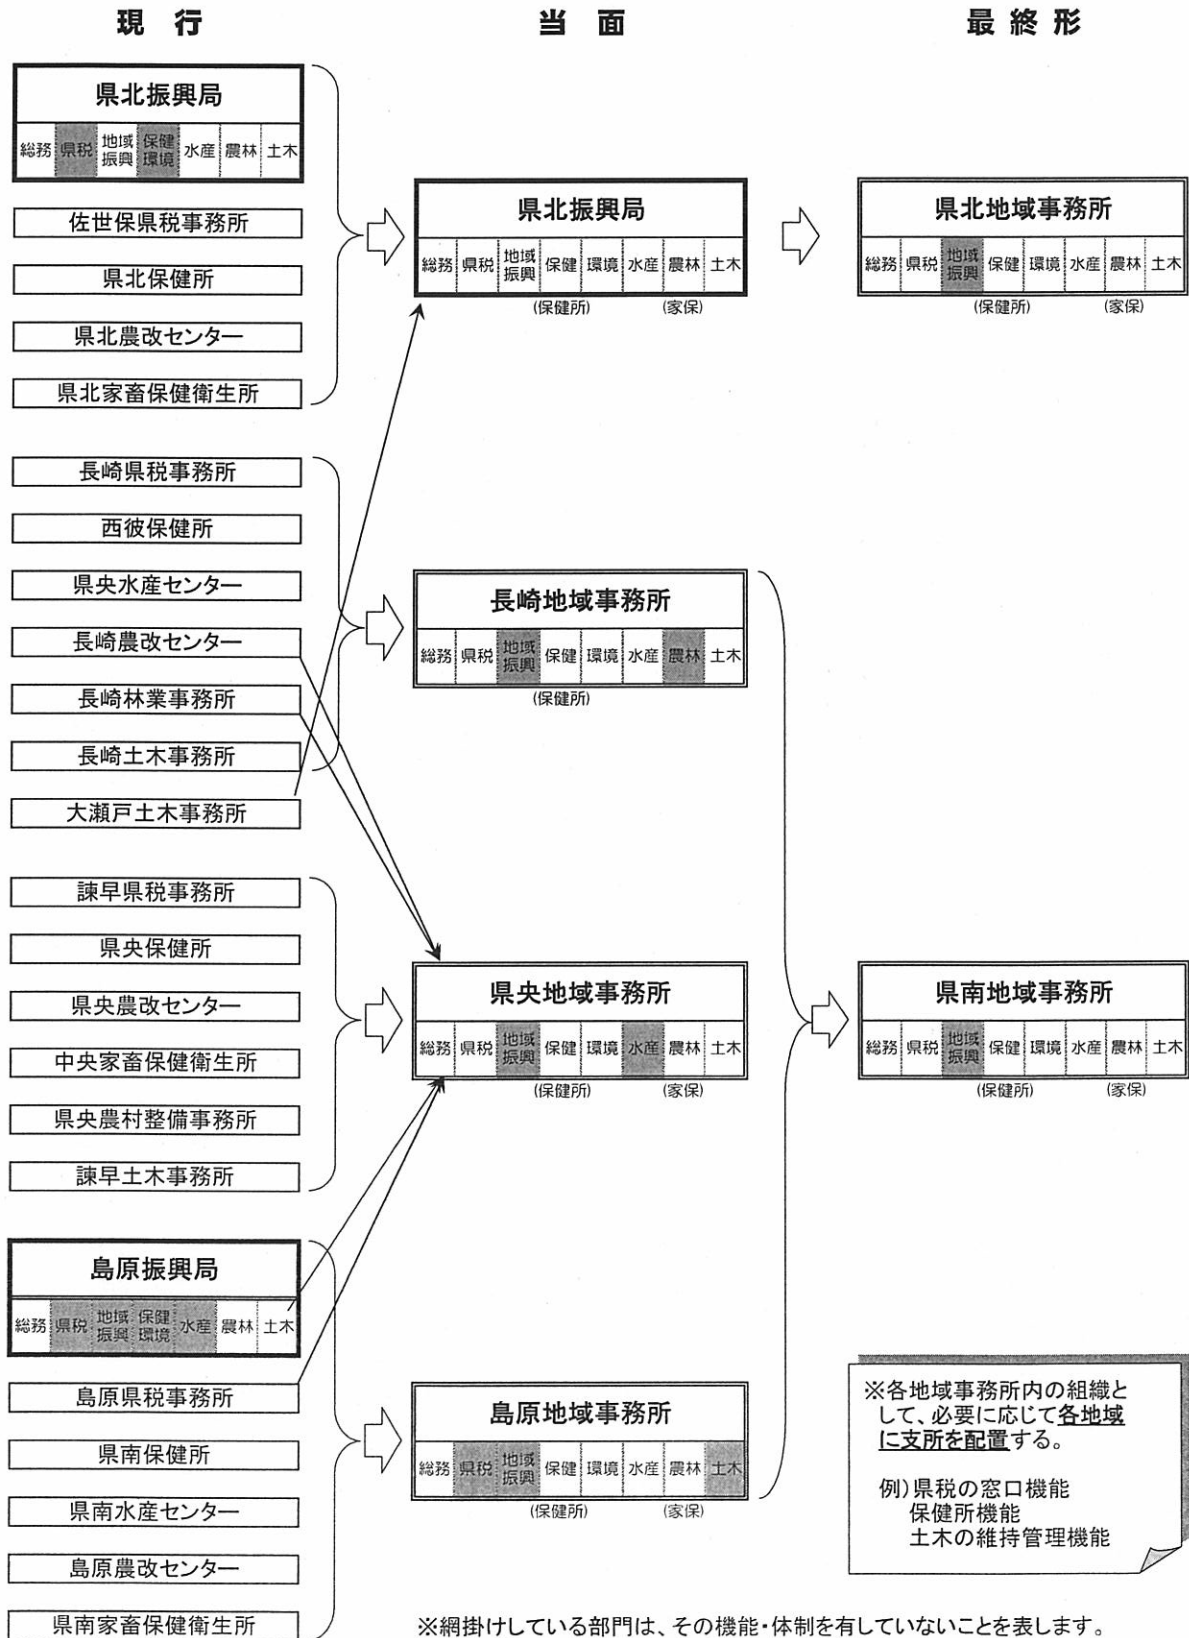 現行
当面
最終形
県北振興局
総務 県税 地域振興 保健環境 水産 農林 土木
佐世保県税事務所
県北保健所
県北農改センター
県北家畜保健衛生所
県北振興局
総務 県税 地域振興 保健 環境 水産 農林 土木
(保健所) (家保)
県北地域事務所
総務 県税 地域振興 保健 環境 水産 農林 土木
(保健所) (家保)
長崎県税事務所
西彼保健所
県央水産センター
長崎農改センター
長崎林業事務所
長崎土木事務所
大瀬戸土木事務所
長崎地域事務所
総務 県税 地域振興 保健 環境 水産 農林 土木
(保健所)
諫早県税事務所
県央保健所
県央農改センター
中央家畜保健衛生所
県央農村整備事務所
諫早土木事務所
県央地域事務所
総務 県税 地域振興 保健 環境 水産 農林 土木
(保健所) (家保)
県南地域事務所
総務 県税 地域振興 保健 環境 水産 農林 土木
(保健所) (家保)
島原振興局
総務 県税 地域振興 保健環境 水産 農林 土木
島原県税事務所
県南保健所
県南水産センター
島原農改センター
県南家畜保健衛生所
島原地域事務所
総務 県税 地域振興 保健 環境 水産 農林 土木
(保健所) (家保)
※各地域事務所内の組織と
して、必要に応じて各地域
に支所を配置する。
例)県税の窓口機能
保健所機能
土木の維持管理機能
※網掛けしている部門は、その機能・体制を有していないことを表します。